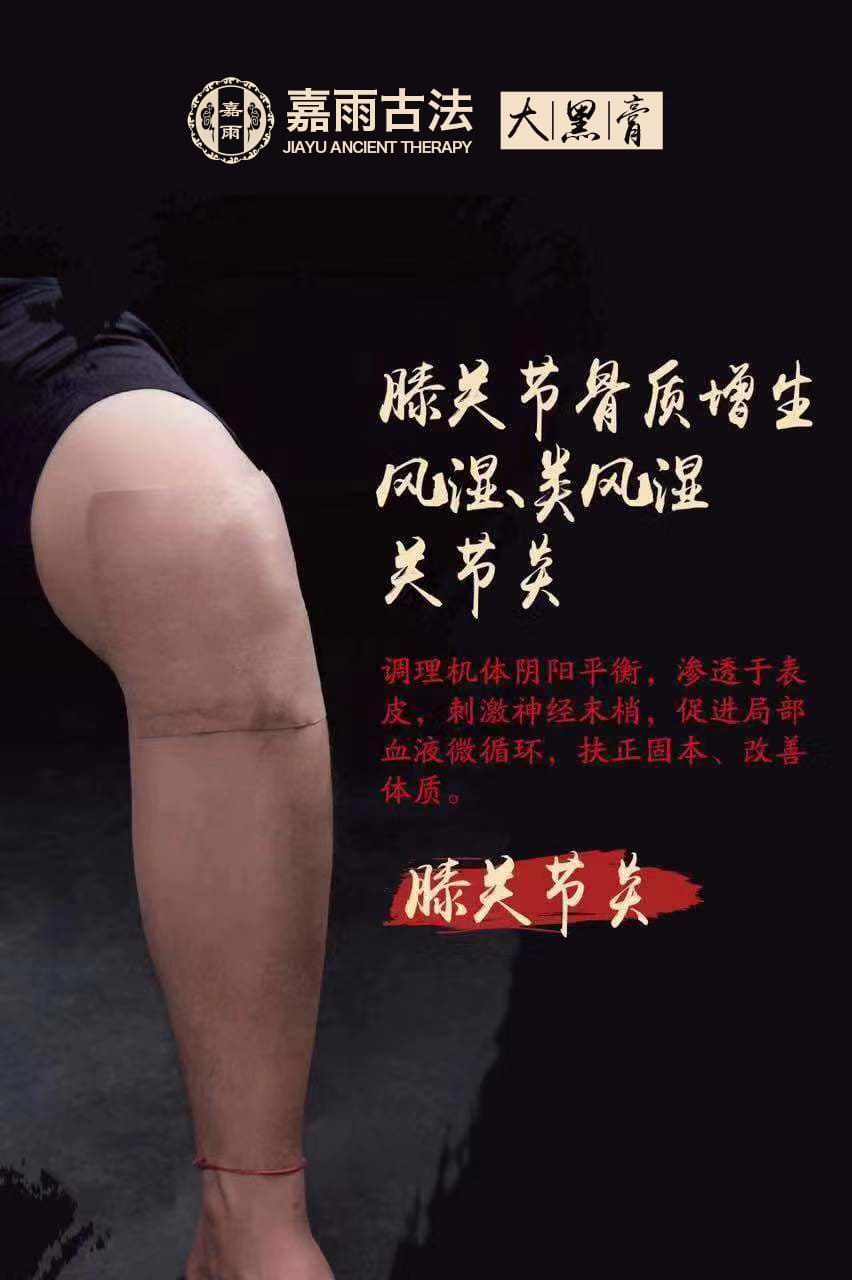 嘉雨
嘉雨古法
JIAYU ANCIENT THERAPY
大黑膏
膝关节骨质增生
风湿、类风湿
关节炎
调理机体阴阳平衡，渗透于表
皮，刺激神经末梢，促进局部
血液微循环，扶正固本、改善
体质。
膝关节炎